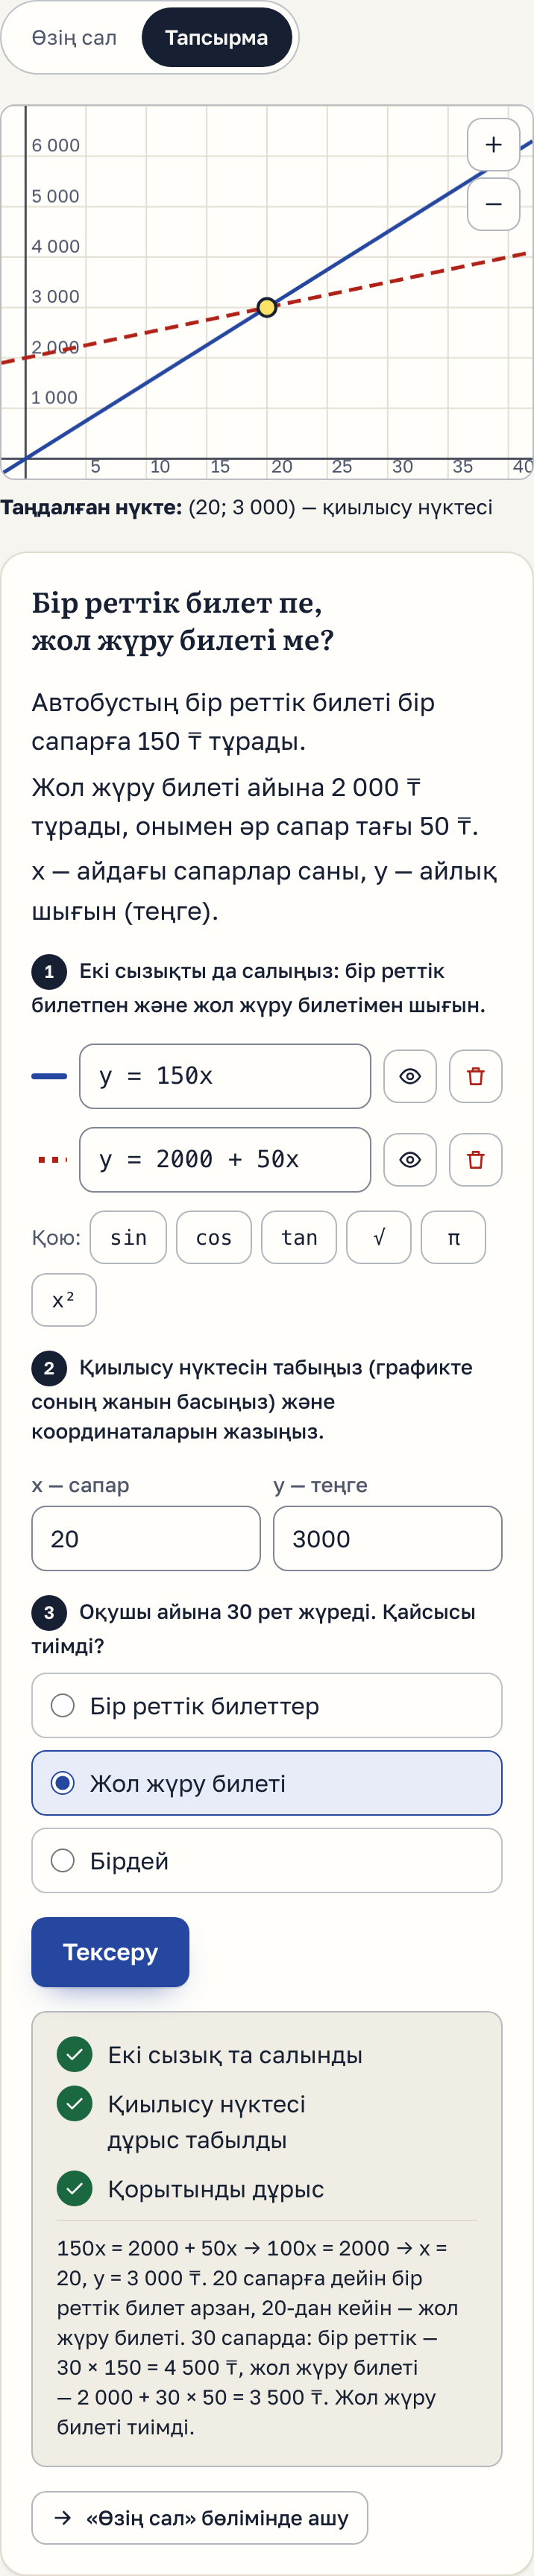 Өзің сал
Тапсырма
+
−
6 000
5 000
4 000
3 000
2 000
1 000
5 10 15 20 25 30 35 40
Таңдалған нүкте: (20; 3 000) — қиылысу нүктесі
Бір реттік билет пе,
жол жүру билеті ме?
Автобустың бір реттік билеті бір
сапарға 150 ₸ тұрады.
Жол жүру билеті айына 2 000 ₸
тұрады, онымен әр сапар тағы 50 ₸.
x — айдағы сапарлар саны, y — айлық
шығын (теңге).
1 Екі сызықты да салыңыз: бір реттік
билетпен және жол жүру билетімен шығын.
y = 150x
y = 2000 + 50x
Қою: sin cos tan √ π
x²
2 Қиылысу нүктесін табыңыз (графикте
соның жанын басыңыз) және
координаталарын жазыңыз.
x — сапар y — теңге
20 3000
3 Оқушы айына 30 рет жүреді. Қайсысы
тиімді?
Бір реттік билеттер
Жол жүру билеті
Бірдей
Тексеру
Екі сызық та салынды
Қиылысу нүктесі
дұрыс табылды
Қорытынды дұрыс
150x = 2000 + 50x → 100x = 2000 → x =
20, y = 3 000 ₸. 20 сапарға дейін бір
реттік билет арзан, 20-дан кейін — жол
жүру билеті. 30 сапарда: бір реттік —
30 × 150 = 4 500 ₸, жол жүру билеті
— 2 000 + 30 × 50 = 3 500 ₸. Жол жүру
билеті тиімді.
→ «Өзің сал» бөлімінде ашу